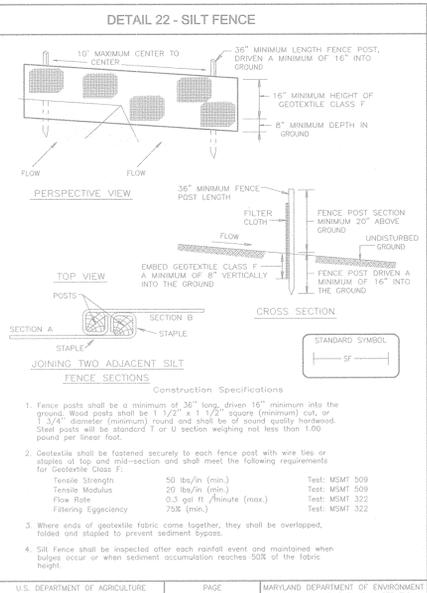 DETAIL 22 - SILT FENCE
10' MAXIMUM CENTER TO
CENTER
36" MINIMUM LENGTH FENCE POST,
DRIVEN A MINIMUM OF 16" INTO
GROUND
16" MINIMUM HEIGHT OF
GEOTEXTILE CLASS F
8" MINIMUM DEPTH IN
GROUND
FLOW
FLOW
PERSPECTIVE VIEW
36" MINIMUM FENCE
POST LENGTH
FILTER
CLOTH
FENCE POST SECTION
MINIMUM 20" ABOVE
GROUND
FLOW
UNDISTURBED
GROUND
EMBED GEOTEXTILE CLASS F
A MINIMUM OF 8" VERTICALLY
INTO THE GROUND
FENCE POST DRIVEN A
MINIMUM OF 16" INTO
THE GROUND
TOP VIEW
POSTS
SECTION B
SECTION A
STAPLE
STAPLE
CROSS SECTION
STANDARD SYMBOL
SF
JOINING TWO ADJACENT SILT
FENCE SECTIONS
Construction Specifications
1. Fence posts shall be a minimum of 36" long, driven 16" minimum into the
ground. Wood posts shall be 1 1/2" x 1 1/2" square (minimum) cut, or
1 3/4" diameter (minimum) round and shall be of sound quality hardwood.
Steel posts will be standard T or U section weighing not less than 1.00
pound per linear foot.
2. Geotextile shall be fastened securely to each fence post with wire ties or
staples at top and mid-section and shall meet the following requirements
for Geotextile Class F:
Tensile Strength 50 lbs/in (min.) Test: MSMT 509
Tensile Modulus 20 lbs/in (min.) Test: MSMT 509
Flow Rate 0.3 gal ft /minute (max.) Test: MSMT 322
Filtering 75% (min.) Test: MSMT 322
3. Where ends of geotextile fabric come together, they shall be overlapped,
folded and stapled to prevent sediment bypass.
4. Silt Fence shall be inspected after each rainfall event and maintained when
bulges occur or when sediment accumulation reaches 50% of the fabric
height.
U.S. DEPARTMENT OF AGRICULTURE
PAGE
MARYLAND DEPARTMENT OF ENVIRONMENT